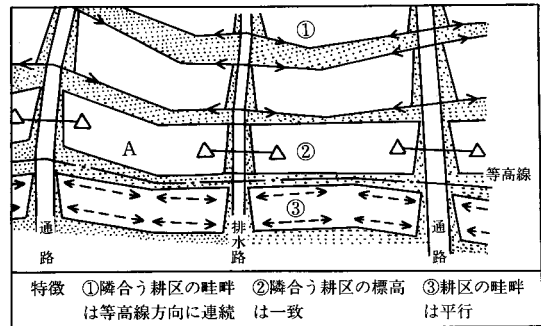 ①
A
②
等高線
③
通路
排水路
通路
特徴 ①隣合う耕区の畦畔は等高線方向に連続 ②隣合う耕区の標高は一致 ③耕区の畦畔は平行